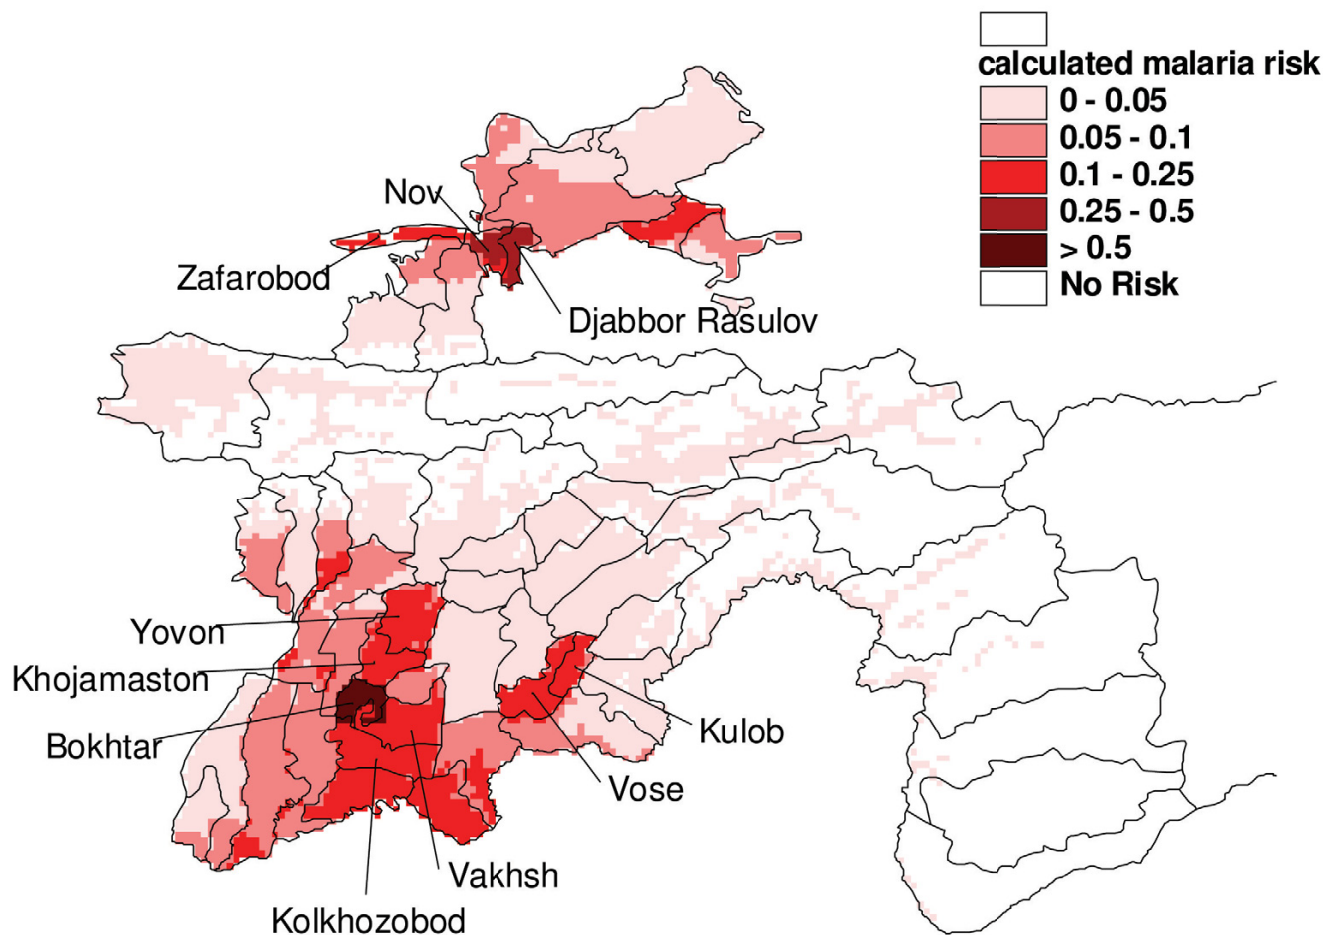 calculated malaria risk
0 - 0.05
0.05 - 0.1
0.1 - 0.25
0.25 - 0.5
> 0.5
No Risk
Nov
Zafarobod
Djabbor Rasulov
Yovon
Khojamaston
Bokhtar
Kulob
Vose
Vakhsh
Kolkhozobod